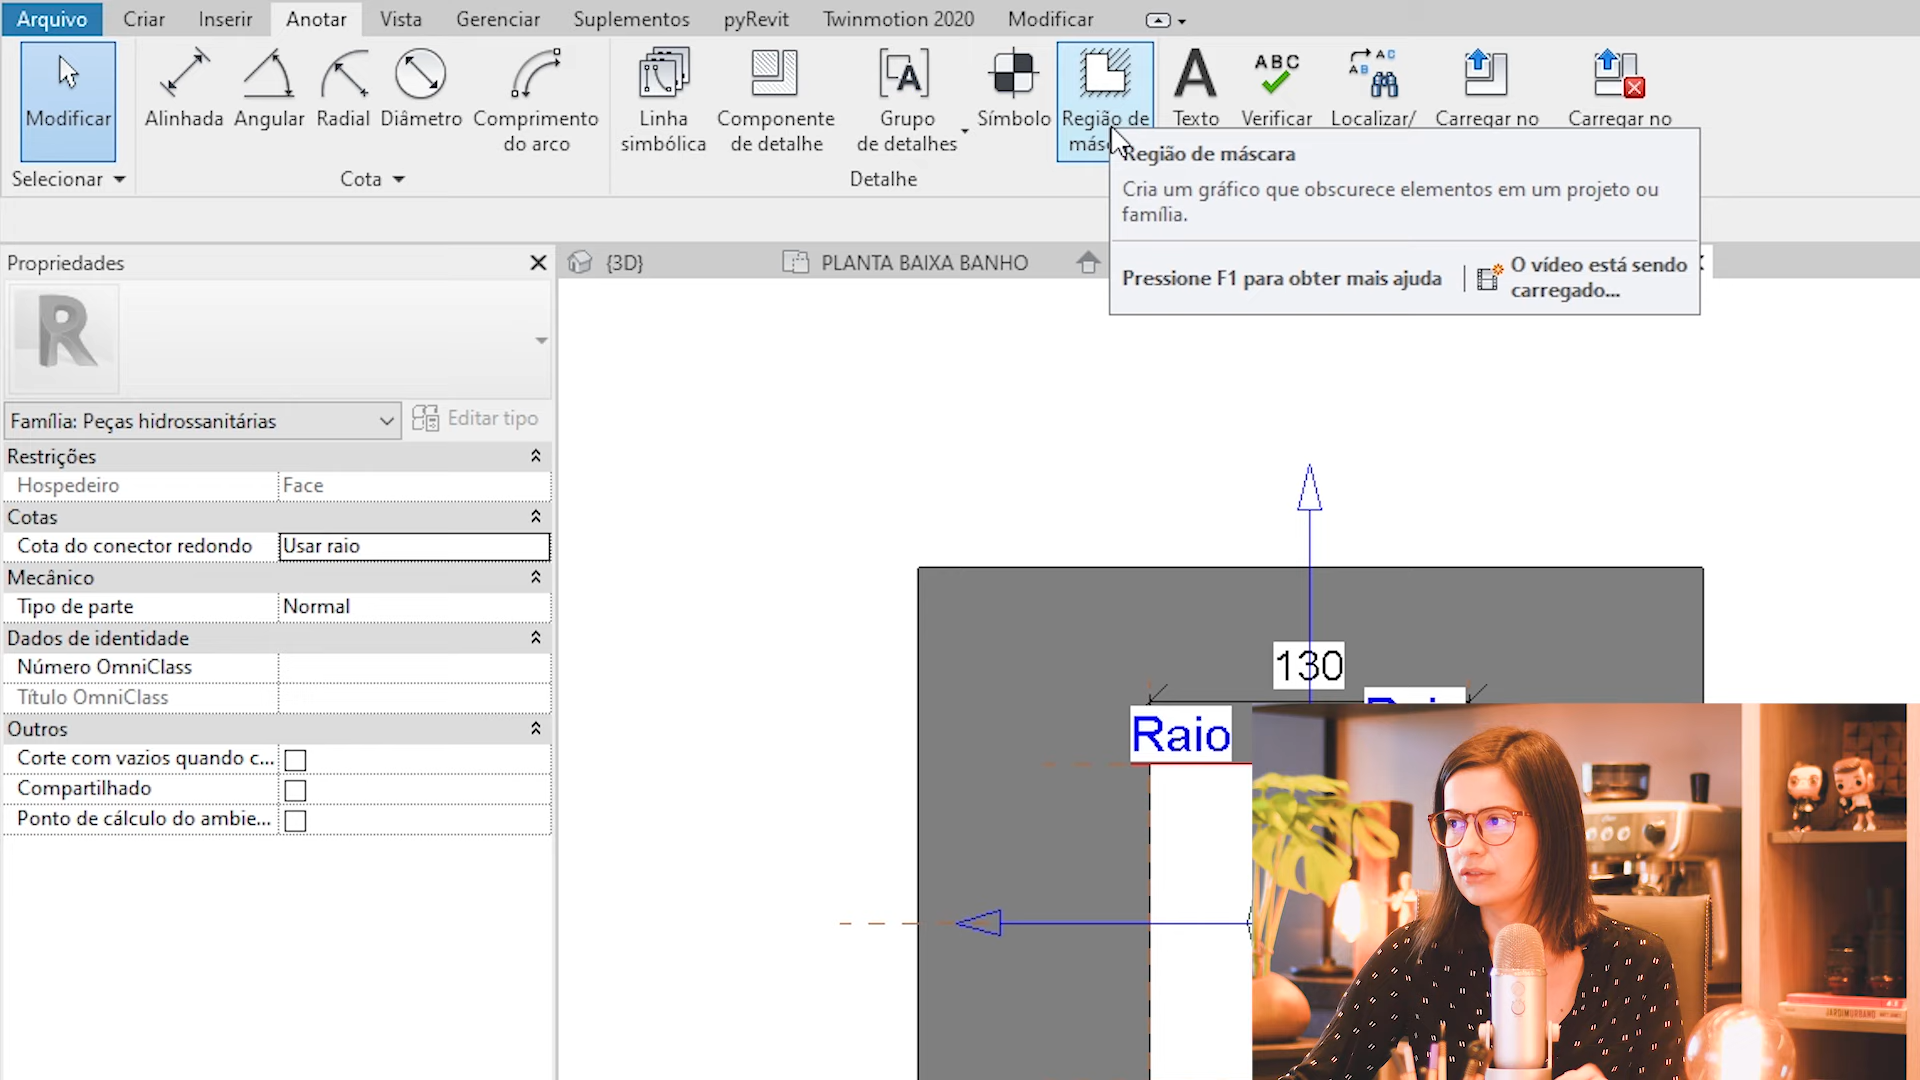 Arquivo Criar Inserir Anotar Vista Gerenciar Suplementos pyRevit Twinmotion 2020 Modificar
Modificar Alinhada Angular Radial Diâmetro Comprimento do arco Linha simbólica Componente de detalhe Grupo de detalhes Símbolo Região de Texto Verificar Localizar/ Carregar no Carregar no
Selecionar Cota Detalhe
Região de máscara
Cria um gráfico que obscurece elementos em um projeto ou
família.
Pressione F1 para obter mais ajuda
O vídeo está sendo
carregado...
Propriedades
{3D} PLANTA BAIXA BANHO
R
Família: Peças hidrossanitárias Editar tipo
Restrições
Hospedeiro Face
Cotas
Cota do conector redondo Usar raio
Mecânico
Tipo de parte Normal
Dados de identidade
Número OmniClass
Título OmniClass
Outros
Corte com vazios quando c...
Compartilhado
Ponto de cálculo do ambie...
130
Raio